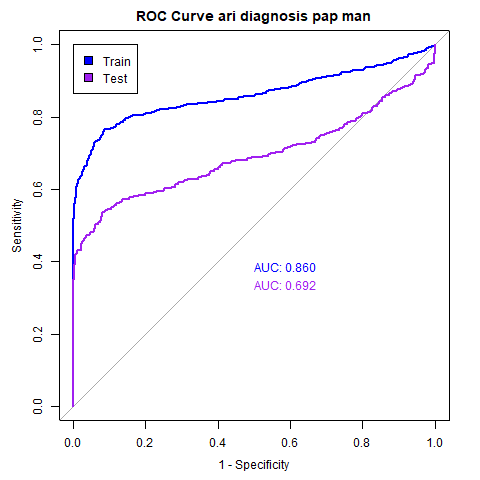 ROC Curve ari diagnosis pap man
Train
Test
AUC: 0.860
AUC: 0.692
Sensitivity
0.0 0.2 0.4 0.6 0.8 1.0
0.0 0.2 0.4 0.6 0.8 1.0
1 - Specificity